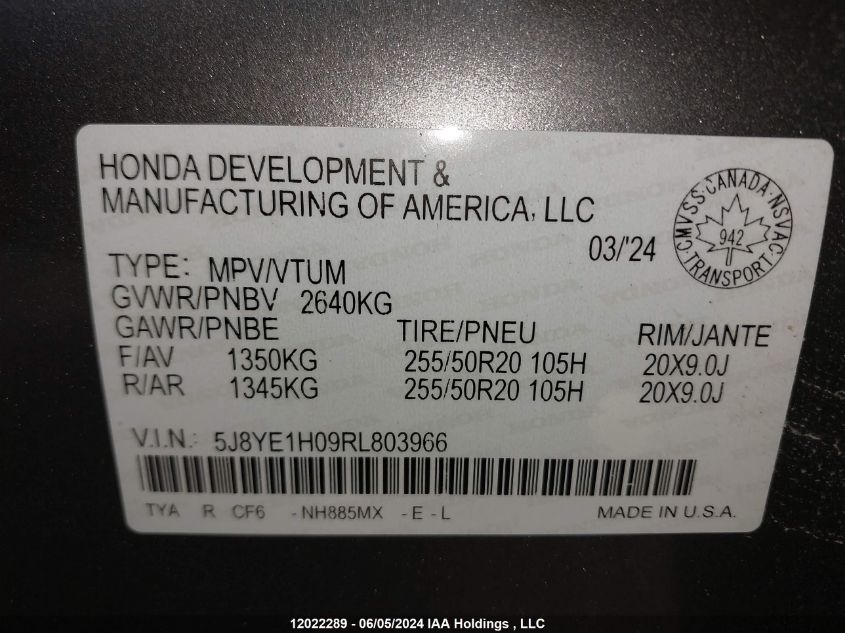 HONDA DEVELOPMENT &
MANUFACTURING OF AMERICA, LLC
03/'24
CMVSS·CANADA·NSVAC
942
TRANSPORT
TYPE: MPV/VTUM
GVWR/PNBV 2640KG
GAWR/PNBE TIRE/PNEU RIM/JANTE
F/AV 1350KG 255/50R20 105H 20X9.0J
R/AR 1345KG 255/50R20 105H 20X9.0J
V.I.N.: 5J8YE1H09RL803966
TYA R CF6 -NH885MX -E -L MADE IN U.S.A.
12022289 - 06/05/2024 IAA Holdings , LLC